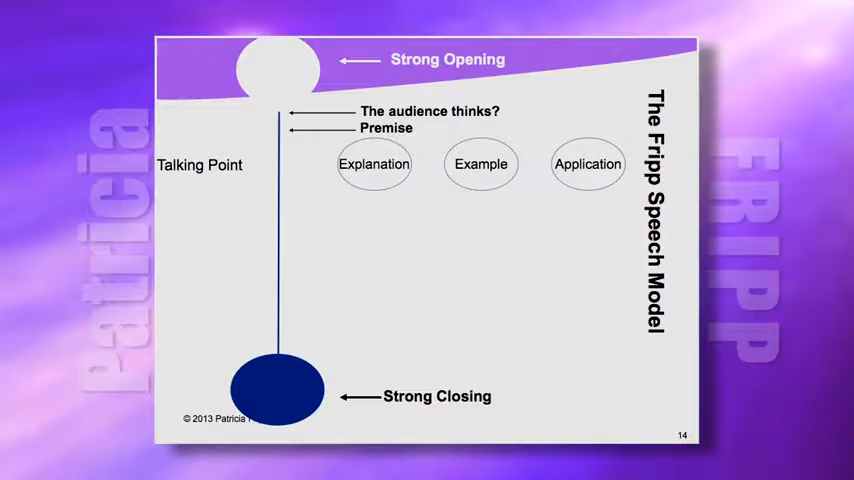 Strong Opening
The audience thinks?
Premise
Talking Point
Explanation
Example
Application
The Fripp Speech Model
Strong Closing
© 2013 Patricia
14
Patricia
FRIPP